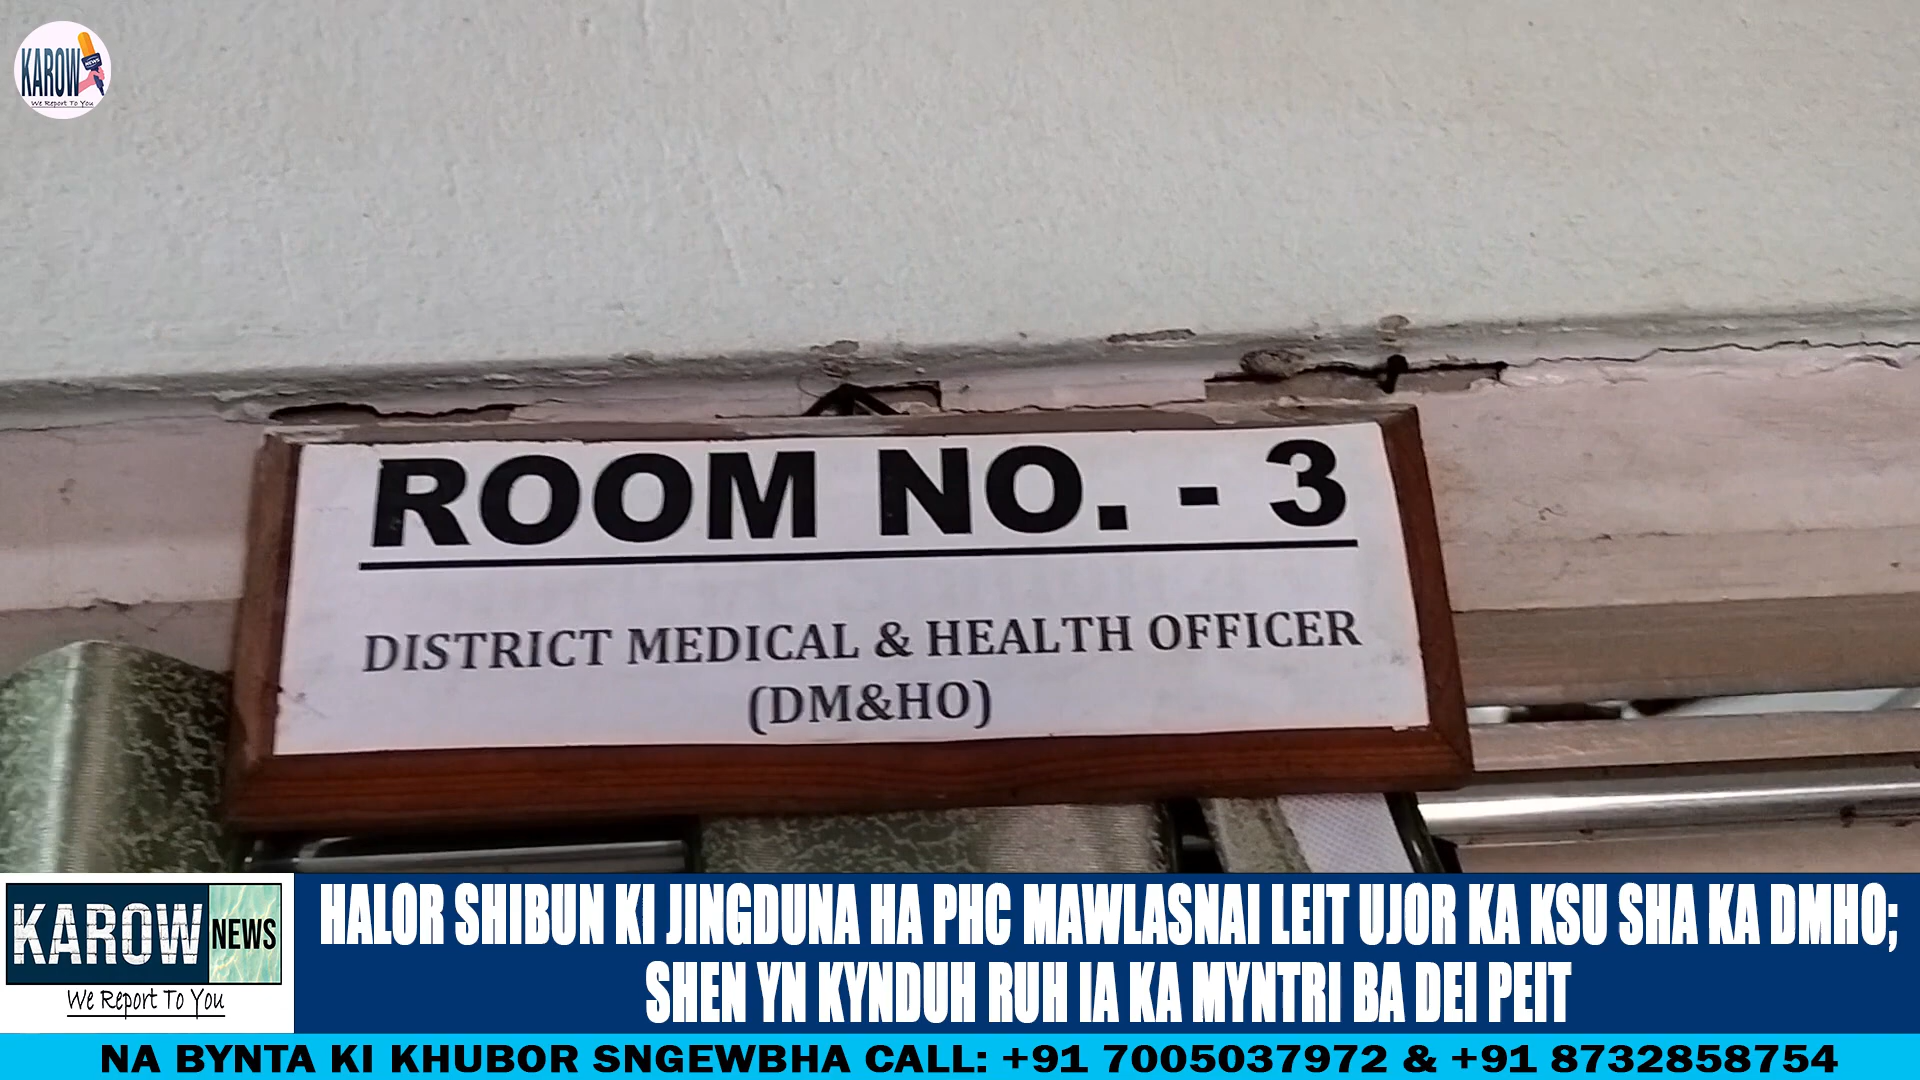 KAROW
NEWS
We Report To You
ROOM NO. - 3
DISTRICT MEDICAL & HEALTH OFFICER
(DM&HO)
KAROW NEWS
We Report To You
HALOR SHIBUN KI JINGDUNA HA PHC MAWLASNAI LEIT UJOR KA KSU SHA KA DMHO;
SHEN YN KYNDUH RUH IA KA MYNTRI BA DEI PEIT
NA BYNTA KI KHUBOR SNGEWBHA CALL: +91 7005037972 & +91 8732858754